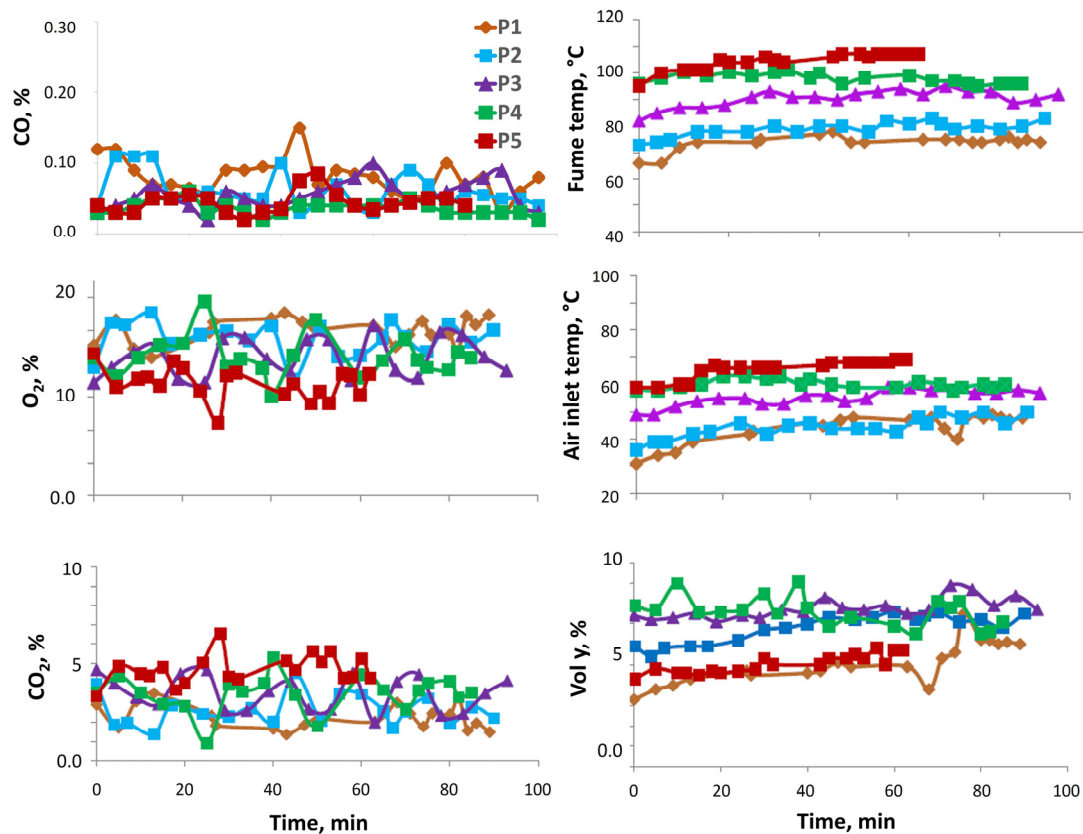 0.30
0.20
0.10
0.0
CO, %
P1
P2
P3
P4
P5
120
100
80
60
40
Fume temp, °C
20
10
0.0
O2, %
100
80
60
40
20
Air inlet temp, °C
10
5
0.0
CO2, %
0 20 40 60 80 100
Time, min
10
5
0.0
Vol y, %
0 20 40 60 80 100
Time, min